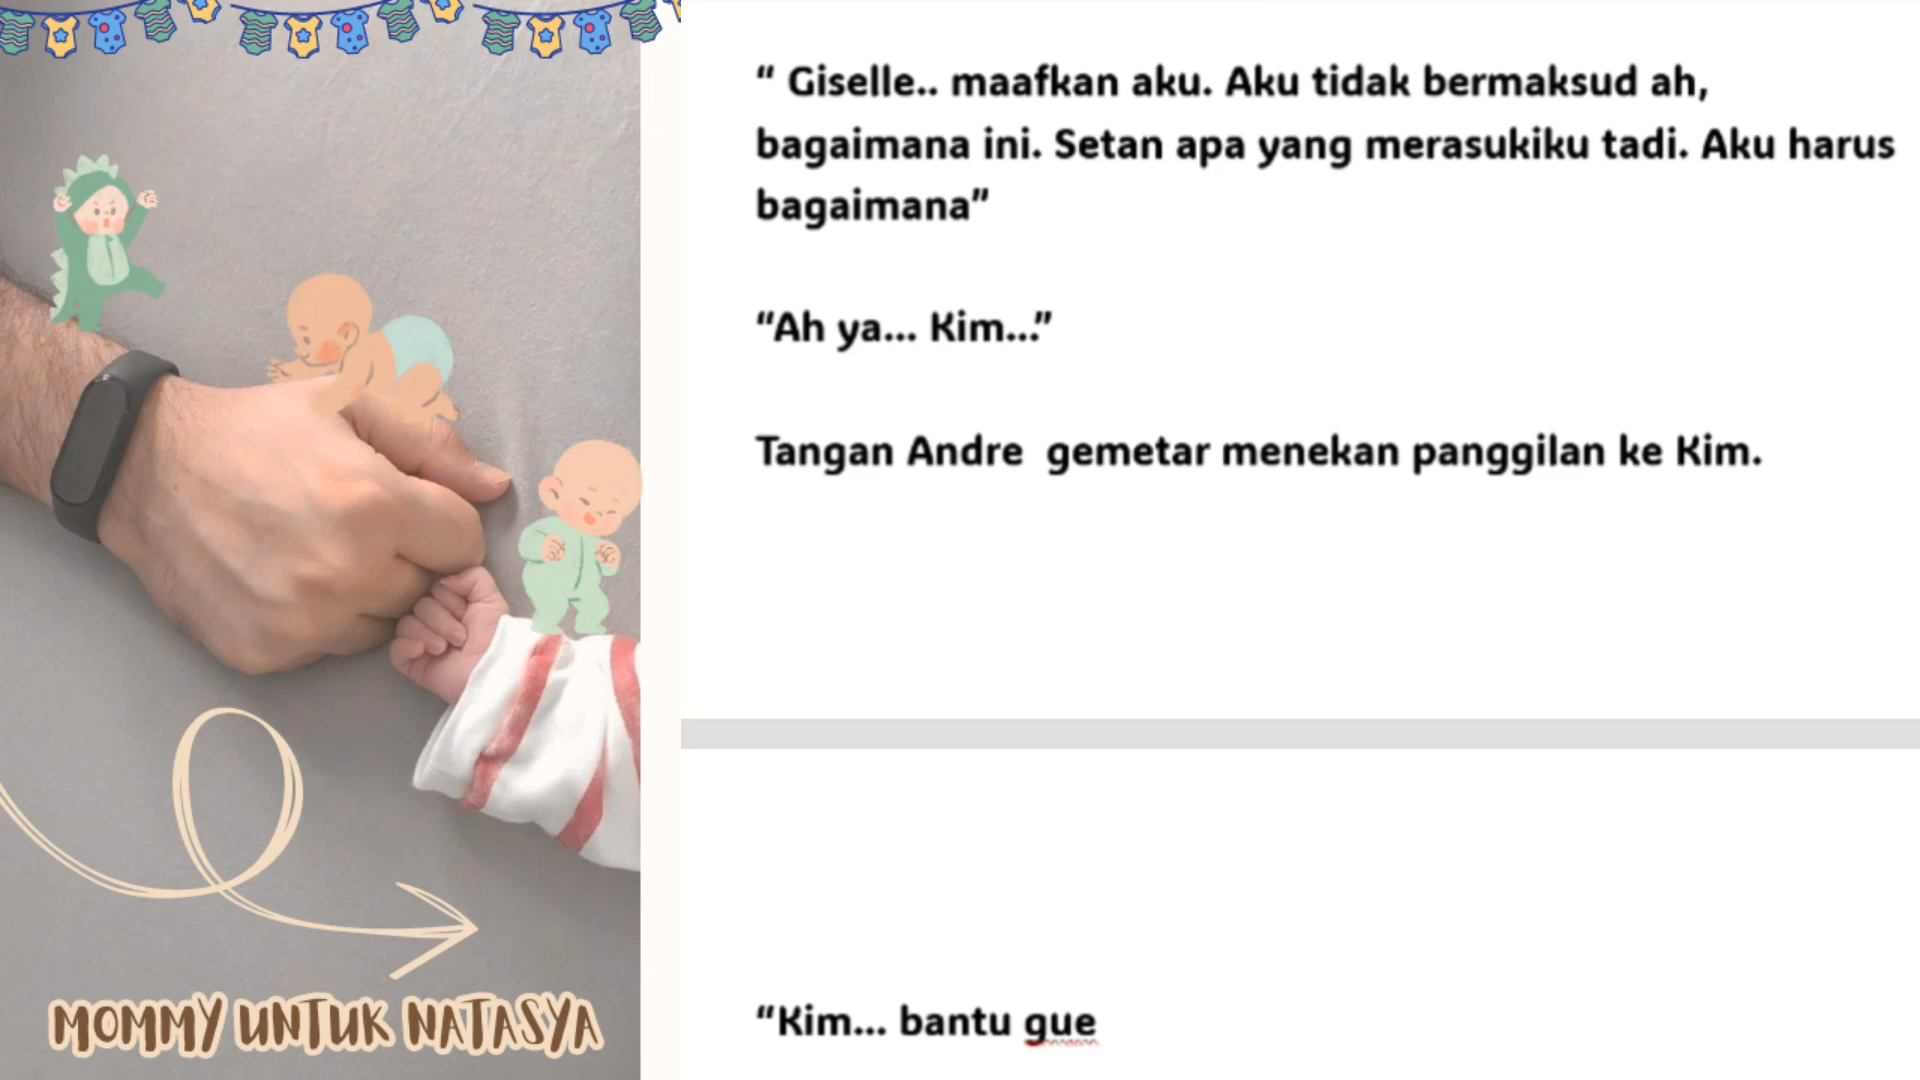 “ Giselle.. maafkan aku. Aku tidak bermaksud ah,
bagaimana ini. Setan apa yang merasukiku tadi. Aku harus
bagaimana”
“Ah ya... Kim...”
Tangan Andre  gemetar menekan panggilan ke Kim.
“Kim... bantu gue
MOMMY UNTUK NATASYA